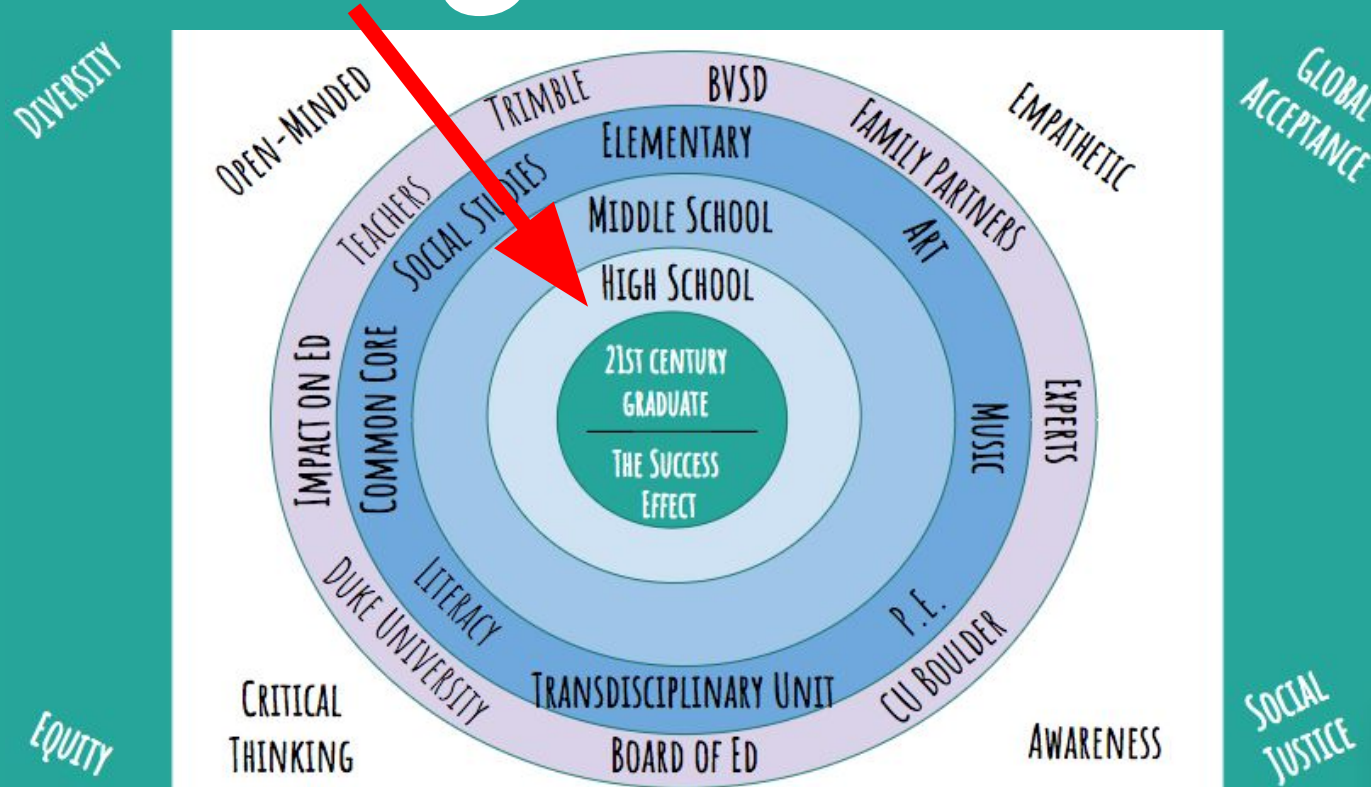 DIVERSITY
OPEN-MINDED
TRIMBLE
BVSD
FAMILY PARTNERS
EMPATHETIC
GLOBAL
ACCEPTANCE
TEACHERS
SOCIAL STUDIES
ELEMENTARY
ART
MIDDLE SCHOOL
HIGH SCHOOL
IMPACT ON ED
COMMON CORE
21ST CENTURY
GRADUATE
THE SUCCESS
EFFECT
MUSIC
EXPERTS
DUKE UNIVERSITY
LITERACY
TRANSDISCIPLINARY UNIT
P.E.
CU BOULDER
BOARD OF ED
CRITICAL
THINKING
AWARENESS
EQUITY
SOCIAL
JUSTICE